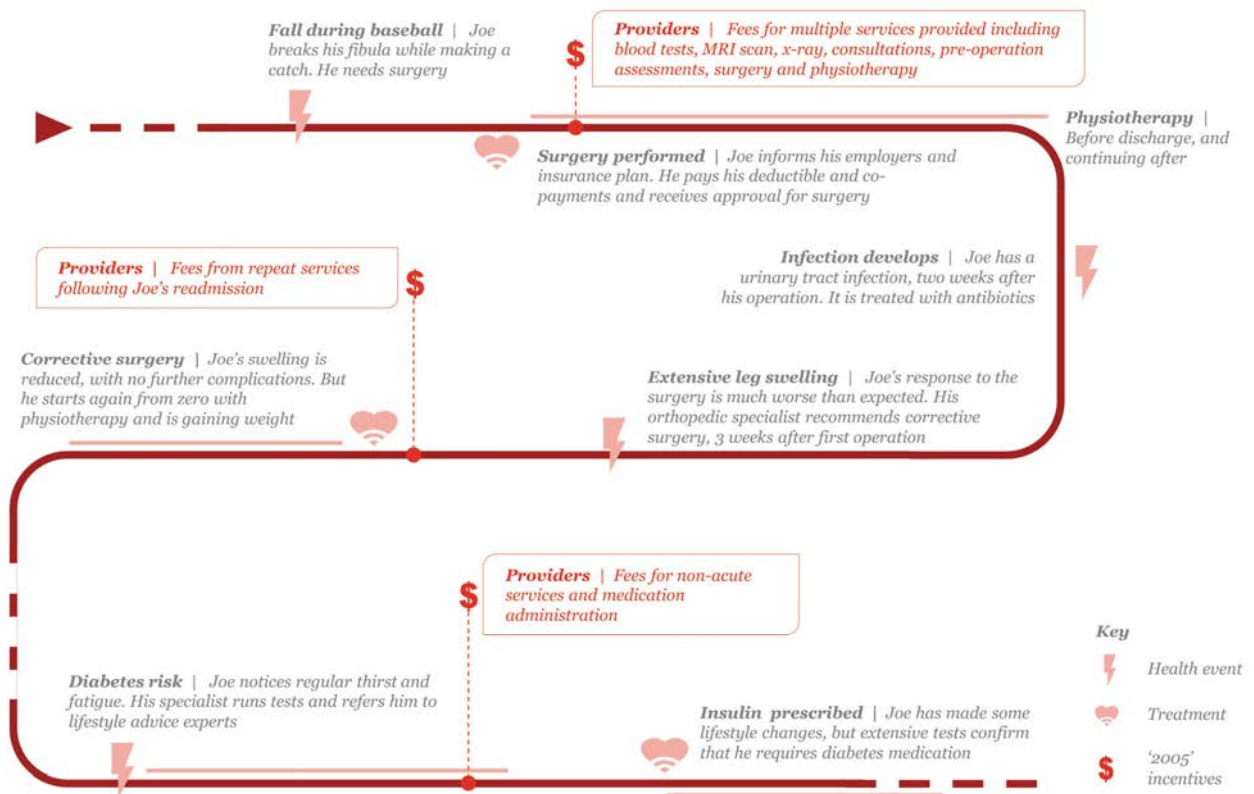 Fall during baseball | Joe
breaks his fibula while making a
catch. He needs surgery
$
Providers | Fees for multiple services provided including
blood tests, MRI scan, x-ray, consultations, pre-operation
assessments, surgery and physiotherapy
Surgery performed | Joe informs his employers and
insurance plan. He pays his deductible and co-
payments and receives approval for surgery
Physiotherapy |
Before discharge, and
continuing after
Infection develops | Joe has a
urinary tract infection, two weeks after
his operation. It is treated with antibiotics
Providers | Fees from repeat services
following Joe's readmission
$
Extensive leg swelling | Joe's response to the
surgery is much worse than expected. His
orthopedic specialist recommends corrective
surgery, 3 weeks after first operation
Corrective surgery | Joe's swelling is
reduced, with no further complications. But
he starts again from zero with
physiotherapy and is gaining weight
$
Providers | Fees for non-acute
services and medication
administration
Diabetes risk | Joe notices regular thirst and
fatigue. His specialist runs tests and refers him to
lifestyle advice experts
Insulin prescribed | Joe has made some
lifestyle changes, but extensive tests confirm
that he requires diabetes medication
Key
Health event
Treatment
$ '2005'
incentives